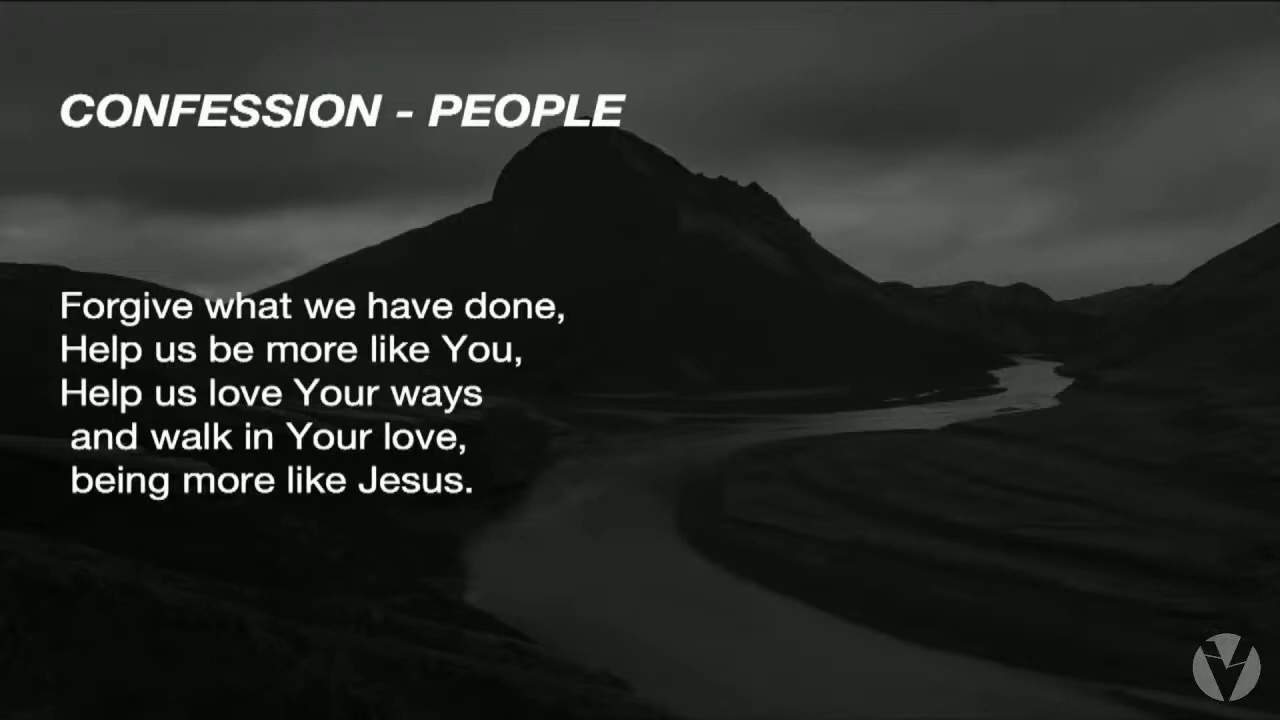 CONFESSION - PEOPLE
Forgive what we have done,
Help us be more like You,
Help us love Your ways
and walk in Your love,
being more like Jesus.